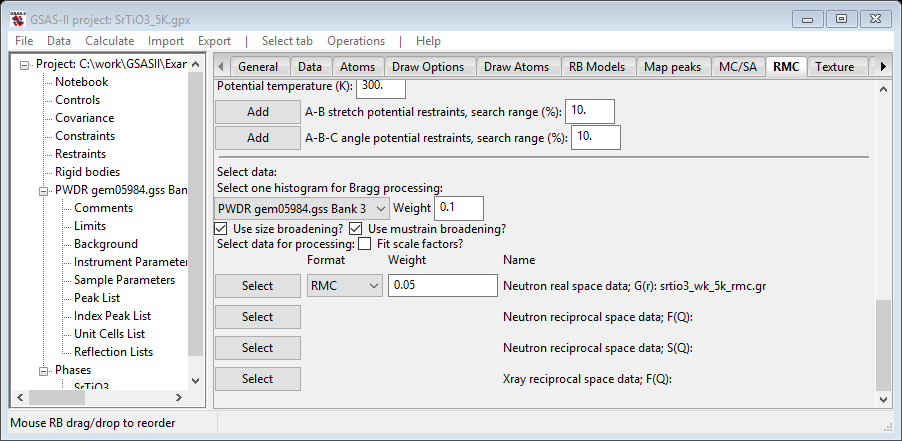 GSAS-II project: SrTiO3_5K.gpx
File Data Calculate Import Export | Select tab Operations | Help
Project: C:\work\GSASII\Exar
Notebook
Controls
Covariance
Constraints
Restraints
Rigid bodies
PWDR gem05984.gss Bank
Comments
Limits
Background
Instrument Parameter
Sample Parameters
Peak List
Index Peak List
Unit Cells List
Reflection Lists
Phases
SrTiO3
General Data Atoms Draw Options Draw Atoms RB Models Map peaks MC/SA RMC Texture
Potential temperature (K): 300.
Add A-B stretch potential restraints, search range (%): 10.
Add A-B-C angle potential restraints, search range (%): 10.
Select data:
Select one histogram for Bragg processing:
PWDR gem05984.gss Bank 3 Weight 0.1
Use size broadening? Use mustrain broadening?
Select data for processing: Fit scale factors?
Format Weight Name
Select RMC 0.05 Neutron real space data; G(r): srtio3_wk_5k_rmc.gr
Select Neutron reciprocal space data; F(Q):
Select Neutron reciprocal space data; S(Q):
Select Xray reciprocal space data; F(Q):
Mouse RB drag/drop to reorder